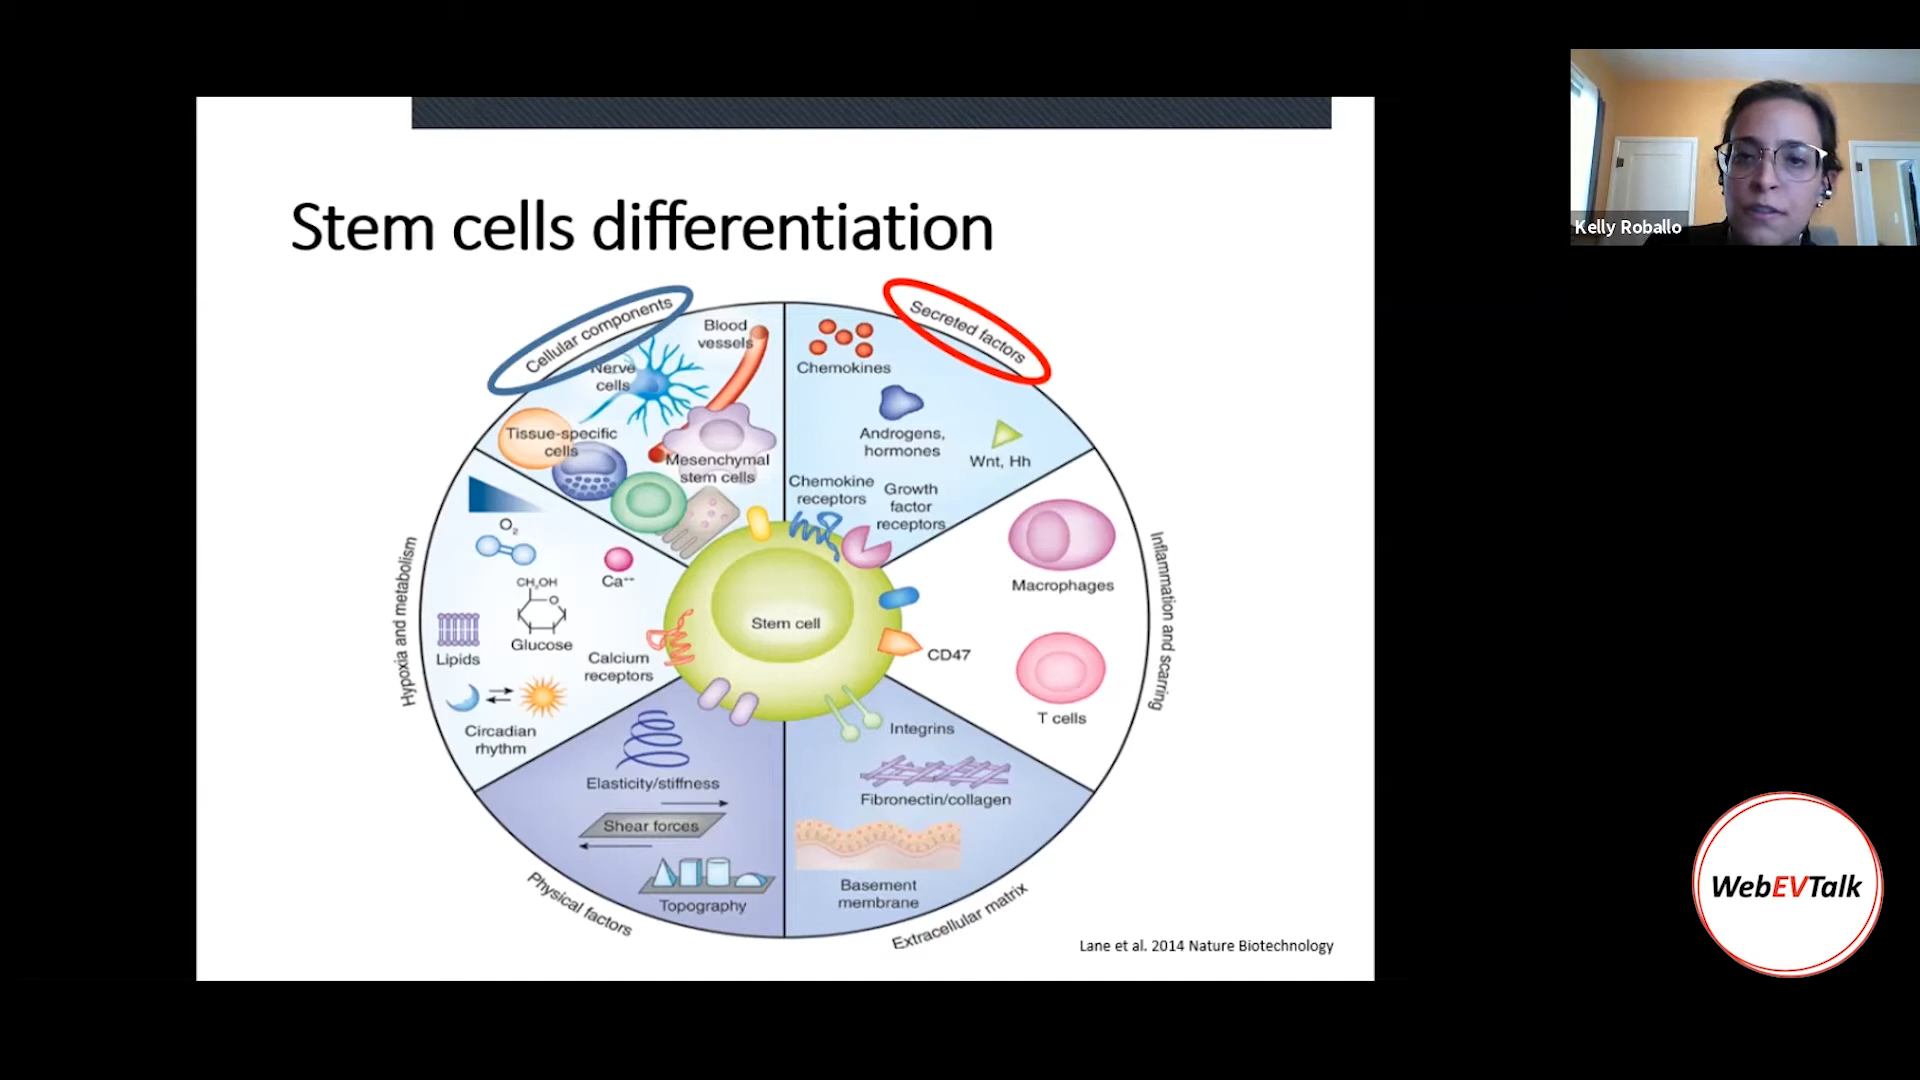 Stem cells differentiation
Cellular components
Secreted factors
Blood
vessels
Nerve
cells
Tissue-specific
cells
Mesenchymal
stem cells
Chemokines
Androgens,
hormones
Wnt, Hh
Chemokine
receptors
Growth
factor
receptors
Hypoxia and metabolism
O₂
Ca⁺⁺
CH₂OH
O
Glucose
Lipids
Calcium
receptors
Circadian
rhythm
Stem cell
Macrophages
CD47
T cells
Inflammation and scarring
Elasticity/stiffness
Shear forces
Topography
Physical factors
Integrins
Fibronectin/collagen
Basement
membrane
Extracellular matrix
Lane et al. 2014 Nature Biotechnology
Kelly Roballo
WebEVTalk